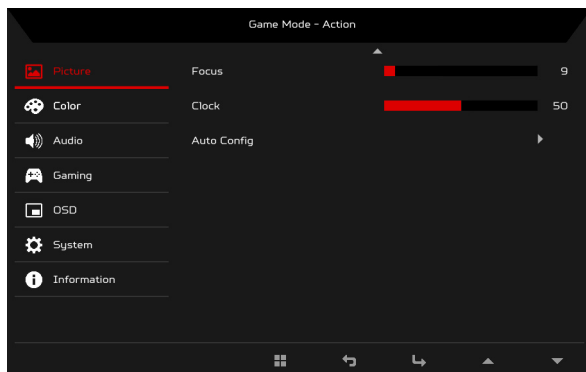 Game Mode - Action
Picture
Focus 9
Color
Clock 50
Audio
Auto Config
Gaming
OSD
System
Information